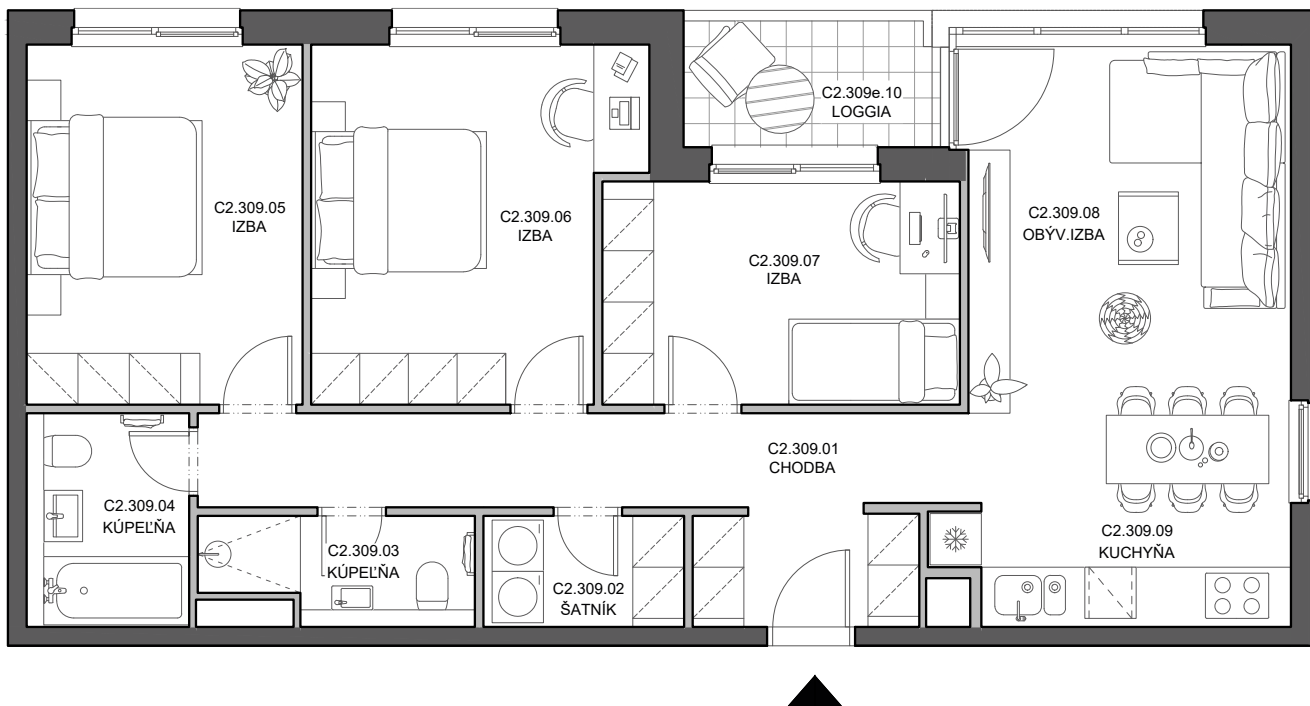 C2.309e.10
LOGGIA
C2.309.05
IZBA
C2.309.06
IZBA
C2.309.08
OBÝV.IZBA
C2.309.07
IZBA
C2.309.01
CHODBA
C2.309.04
KÚPEĽŇA
C2.309.03
KÚPEĽŇA
C2.309.02
ŠATNÍK
C2.309.09
KUCHYŇA